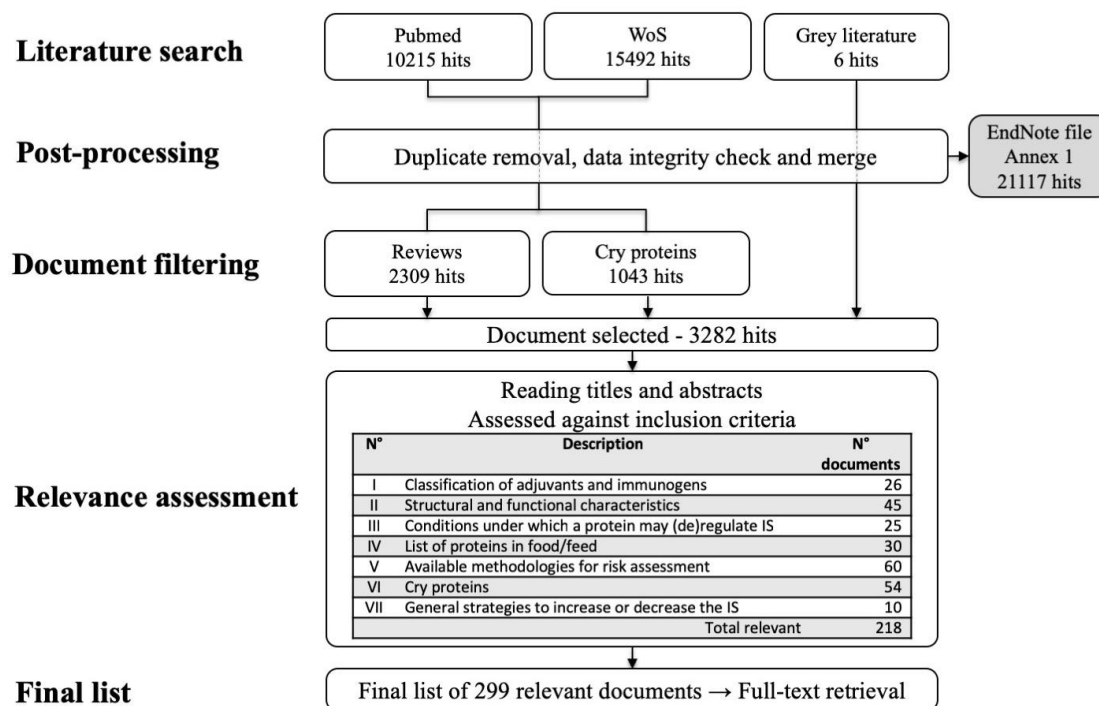 Literature search
Pubmed
10215 hits
WoS
15492 hits
Grey literature
6 hits
Post-processing
Duplicate removal, data integrity check and merge
EndNote file
Annex 1
21117 hits
Document filtering
Reviews
2309 hits
Cry proteins
1043 hits
Document selected - 3282 hits
Relevance assessment
Reading titles and abstracts
Assessed against inclusion criteria
N° Description N° documents
I Classification of adjuvants and immunogens 26
II Structural and functional characteristics 45
III Conditions under which a protein may (de)regulate IS 25
IV List of proteins in food/feed 30
V Available methodologies for risk assessment 60
VI Cry proteins 54
VII General strategies to increase or decrease the IS 10
Total relevant 218
Final list
Final list of 299 relevant documents → Full-text retrieval